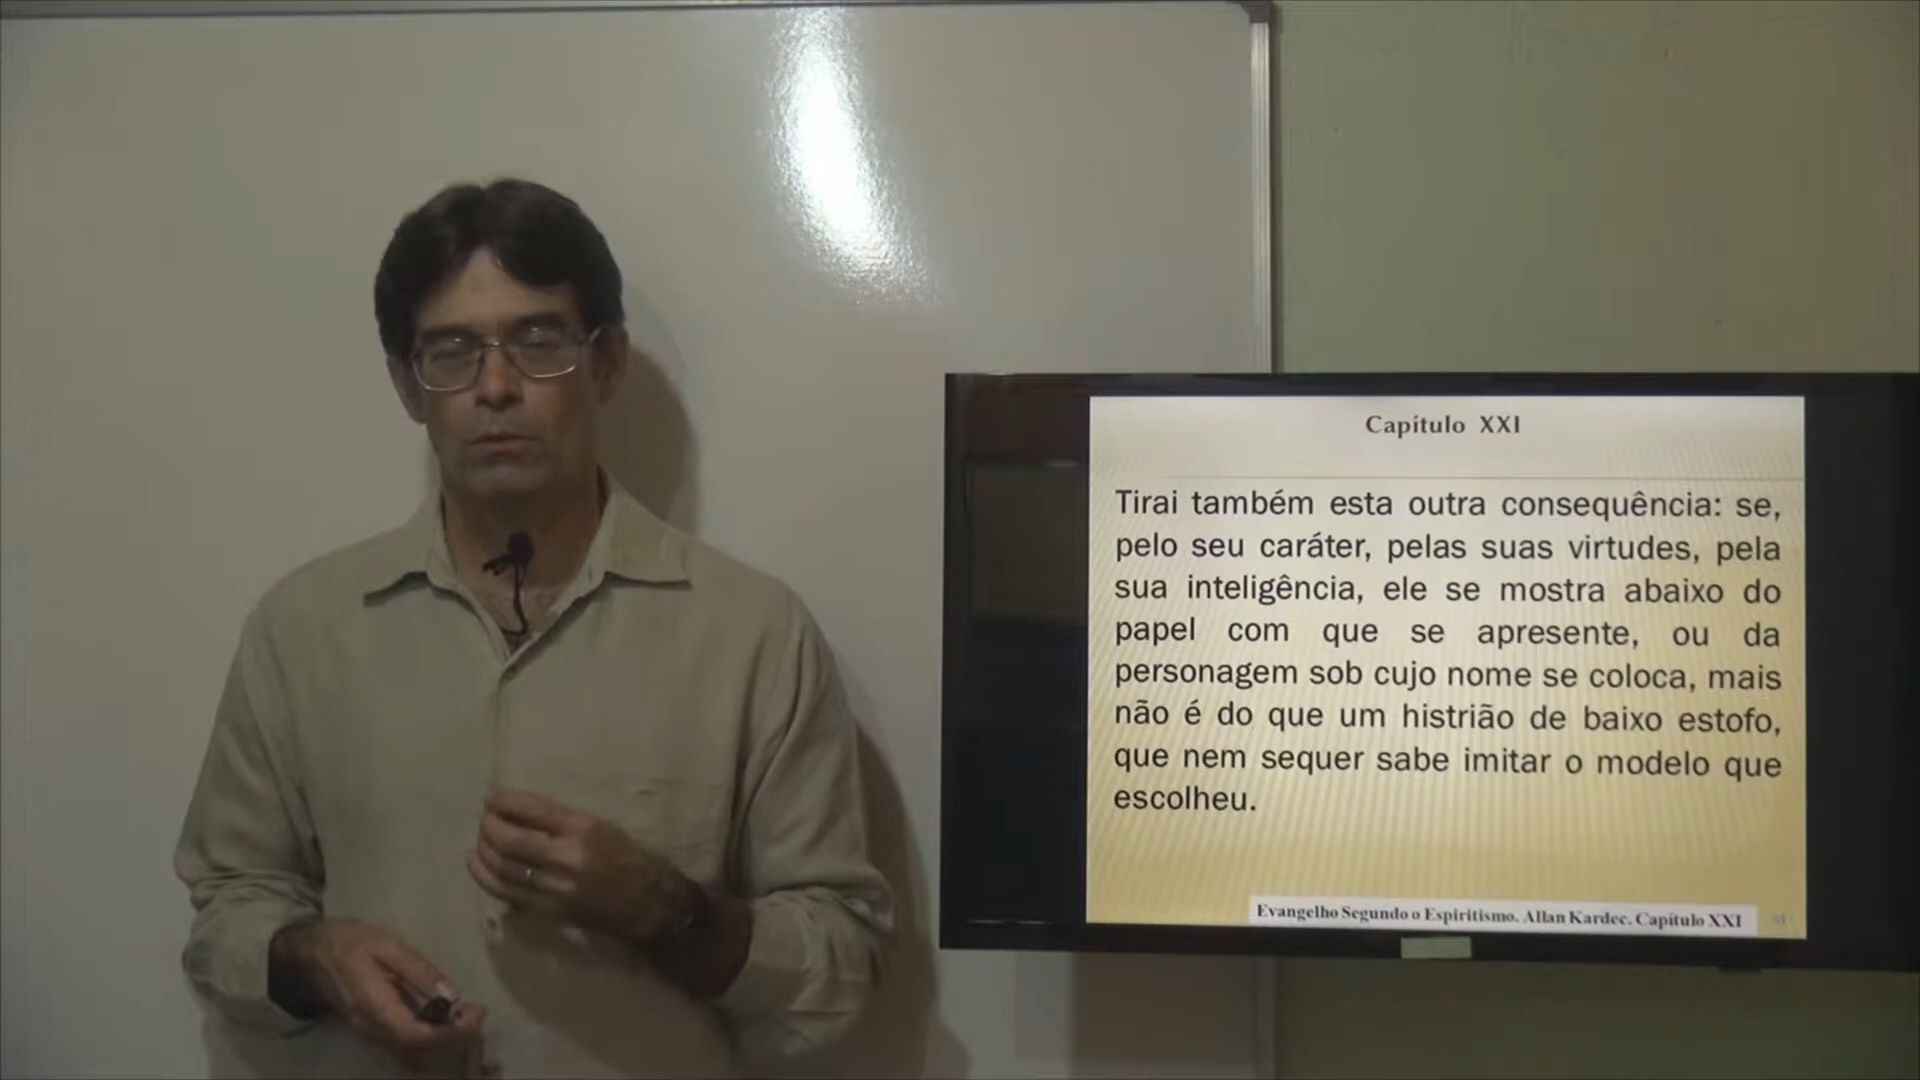 Capítulo XXI
Tirai também esta outra consequência: se,
pelo seu caráter, pelas suas virtudes, pela
sua inteligência, ele se mostra abaixo do
papel com que se apresente, ou da
personagem sob cujo nome se coloca, mais
não é do que um histrião de baixo estofo,
que nem sequer sabe imitar o modelo que
escolheu.
Evangelho Segundo o Espiritismo. Allan Kardec. Capítulo XXI